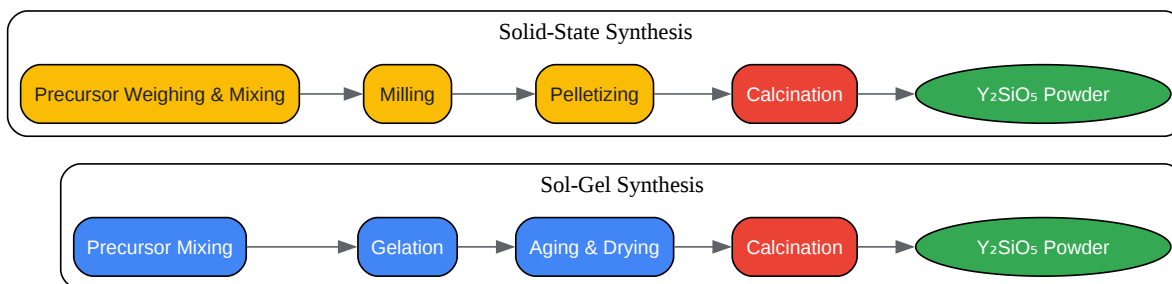 Solid-State Synthesis
Precursor Weighing & Mixing
Milling
Pelletizing
Calcination
Y₂SiO₅ Powder
Sol-Gel Synthesis
Precursor Mixing
Gelation
Aging & Drying
Calcination
Y₂SiO₅ Powder